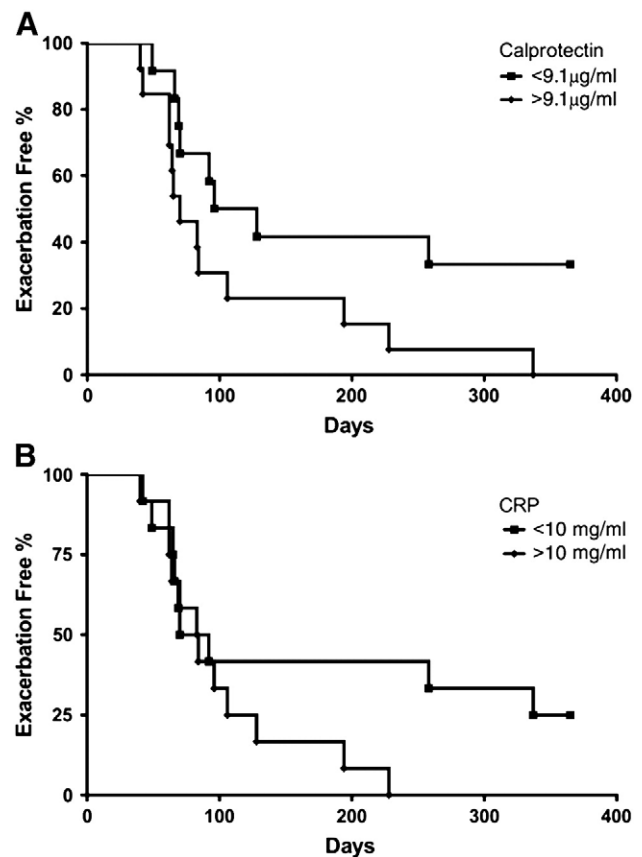 A
Calprotectin
<9.1μg/ml
>9.1μg/ml
Exacerbation Free %
100
80
60
40
20
0
0 100 200 300 400
Days
B
CRP
<10 mg/ml
>10 mg/ml
Exacerbation Free %
100
75
50
25
0
0 100 200 300 400
Days